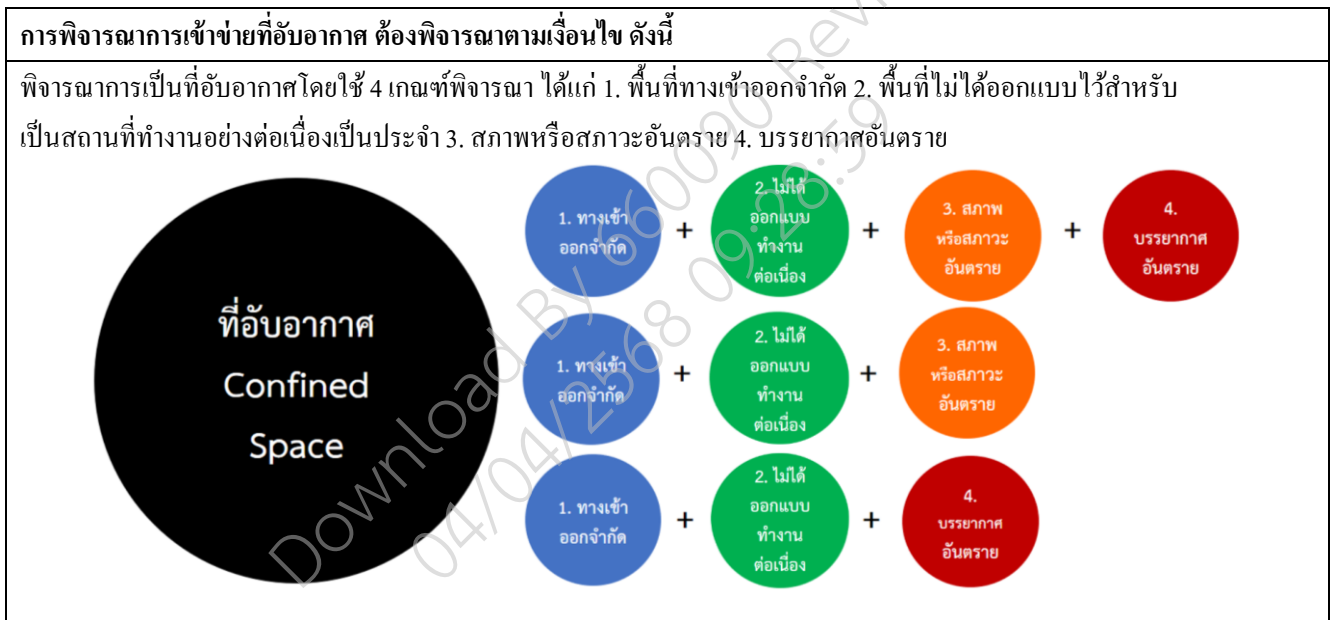 การพิจารณาการเข้าข่ายที่อับอากาศ ต้องพิจารณาตามเงื่อนไข ดังนี้
พิจารณาการเป็นที่อับอากาศโดยใช้ 4 เกณฑ์พิจารณา ได้แก่ 1. พื้นที่ทางเข้าออกจำกัด 2. พื้นที่ไม่ได้ออกแบบไว้สำหรับ
เป็นสถานที่ทำงานอย่างต่อเนื่องเป็นประจำ 3. สภาพหรือสภาวะอันตราย 4. บรรยากาศอันตราย
ที่อับอากาศ
Confined
Space
1. ทางเข้า
ออกจำกัด
+
2. ไม่ได้
ออกแบบ
ทำงาน
ต่อเนื่อง
+
3. สภาพ
หรือสภาวะ
อันตราย
+
4.
บรรยากาศ
อันตราย
1. ทางเข้า
ออกจำกัด
+
2. ไม่ได้
ออกแบบ
ทำงาน
ต่อเนื่อง
+
3. สภาพ
หรือสภาวะ
อันตราย
1. ทางเข้า
ออกจำกัด
+
2. ไม่ได้
ออกแบบ
ทำงาน
ต่อเนื่อง
+
4.
บรรยากาศ
อันตราย
Download By 660090 Rev
04/04/2568 09:28:59